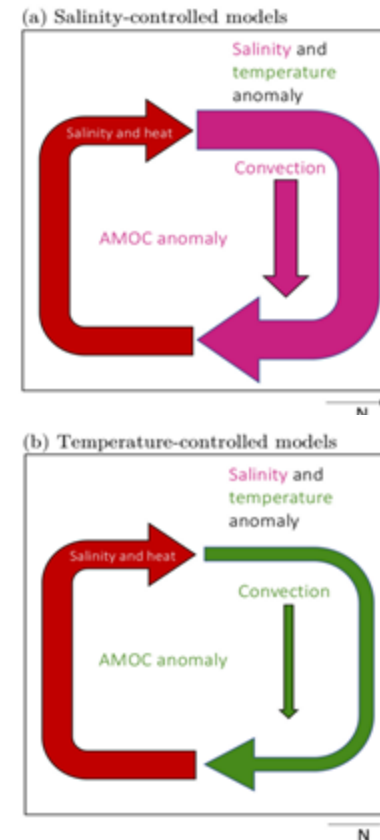 (a) Salinity-controlled models
Salinity and
temperature
anomaly
Salinity and heat
Convection
AMOC anomaly
N
(b) Temperature-controlled models
Salinity and
temperature
anomaly
Salinity and heat
Convection
AMOC anomaly
N